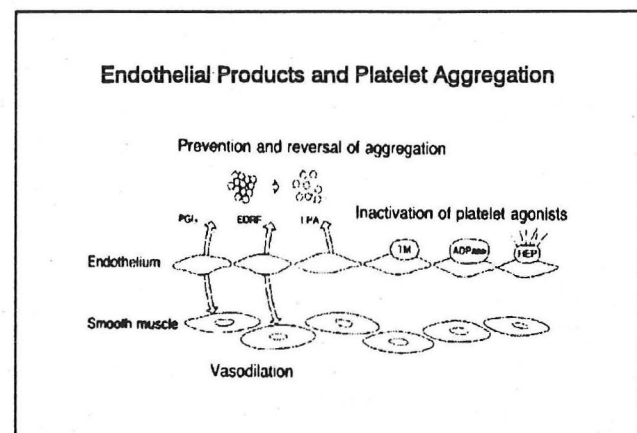 Endothelial Products and Platelet Aggregation
Prevention and reversal of aggregation
PGI₂ EDRF TPA
Inactivation of platelet agonists
TM ADPase HEP
Endothelium
Smooth muscle
Vasodilation